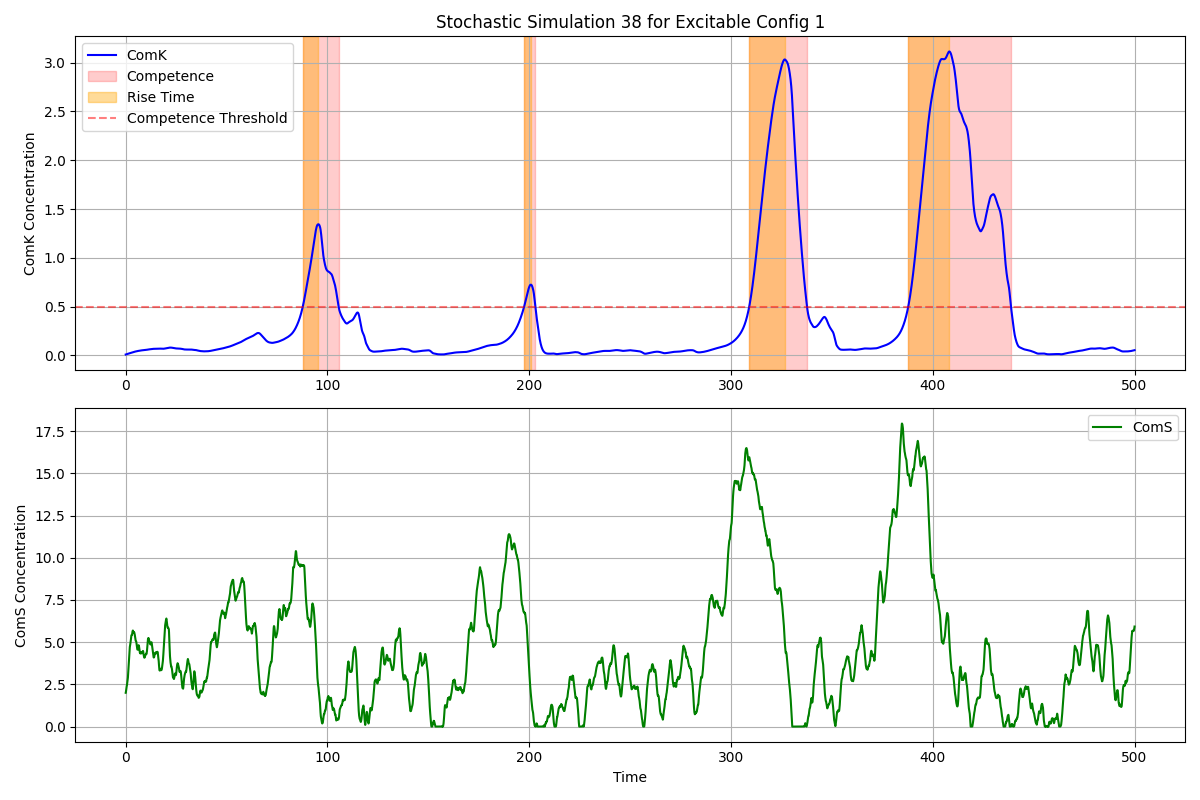 Stochastic Simulation 38 for Excitable Config 1
ComK
Competence
Rise Time
Competence Threshold
ComK Concentration
3.0
2.5
2.0
1.5
1.0
0.5
0.0
0 100 200 300 400 500
ComS
ComS Concentration
17.5
15.0
12.5
10.0
7.5
5.0
2.5
0.0
0 100 200 300 400 500
Time